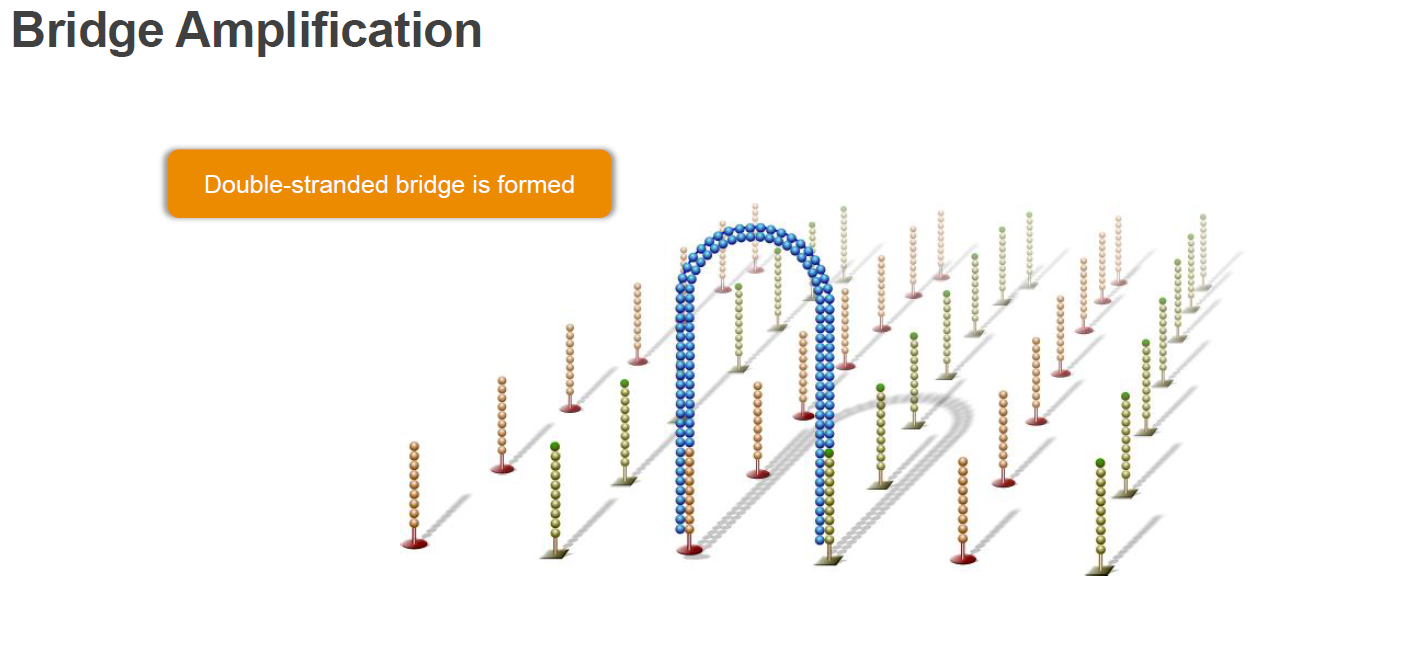 Bridge Amplification
Double-stranded bridge is formed